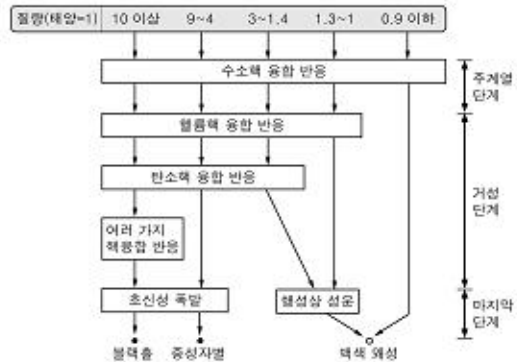 질량(태양=1) 10 이상 9~4 3~1.4 1.3~1 0.9 이하
수소핵 융합 반응
주계열
단계
헬륨핵 융합 반응
탄소핵 융합 반응
거성
단계
여러 가지
핵융합 반응
초신성 폭발
행성상 성운
마지막
단계
블랙홀 중성자별 백색 왜성